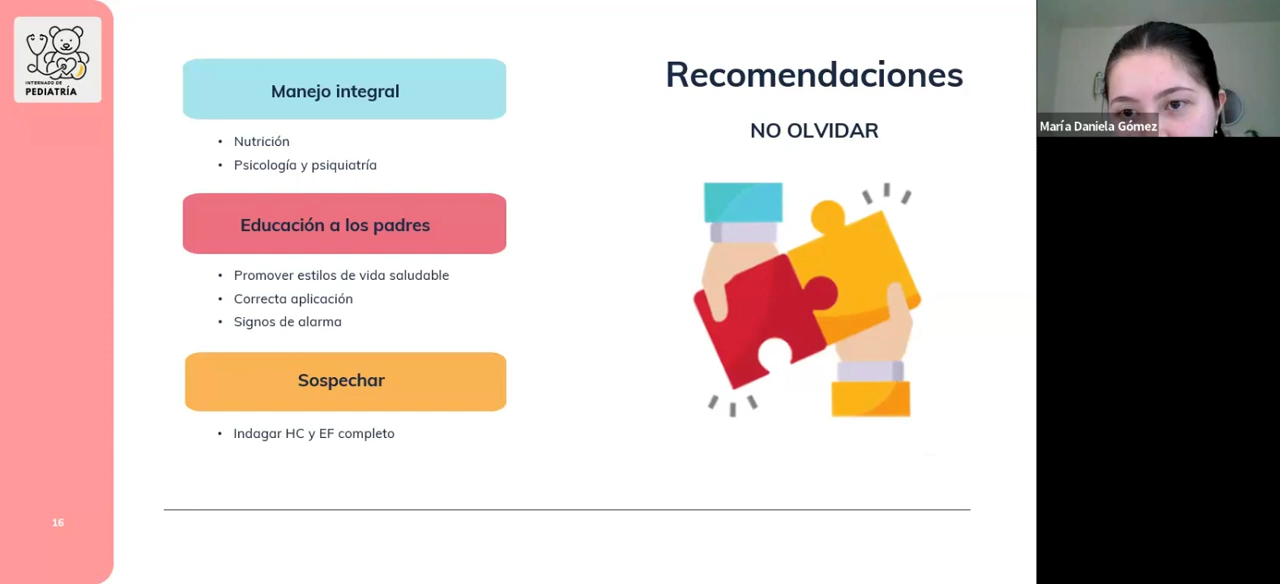 INTERNADO DE
PEDIATRÍA
Manejo integral
• Nutrición
• Psicología y psiquiatría
Educación a los padres
• Promover estilos de vida saludable
• Correcta aplicación
• Signos de alarma
Sospechar
• Indagar HC y EF completo
Recomendaciones
NO OLVIDAR
María Daniela Gómez
16